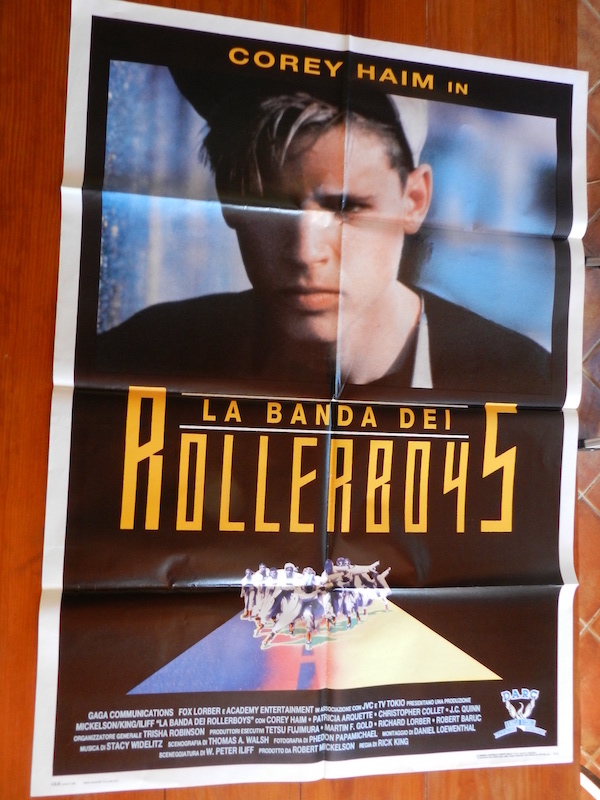 COREY HAIM IN
LA BANDA DEI
ROLLERBOYS
GAGA COMMUNICATIONS FOX LORBER E ACADEMY ENTERTAINMENT IN ASSOCIAZIONE CON JVC E TV TOKIO PRESENTANO UNA PRODUZIONE
MICKELSON/KING/ILIFF "LA BANDA DEI ROLLERBOYS" CON COREY HAIM • PATRICIA ARQUETTE • CHRISTOPHER COLLET • J.C. QUINN
ORGANIZZATORE GENERALE TRISHA ROBINSON PRODUTTORI ESECUTIVI TETSU FUJIMURA • MARTIN F. GOLD • RICHARD LORBER • ROBERT BARUC
MUSICA DI STACY WIDELITZ SCENOGRAFIA DI THOMAS A. WALSH FOTOGRAFIA DI PHEDON PAPAMICHAEL MONTAGGIO DI DANIEL LOEWENTHAL
SCENEGGIATURA DI W. PETER ILIFF PRODOTTO DA ROBERT MICKELSON REGIA DI RICK KING
D.A.R.C.